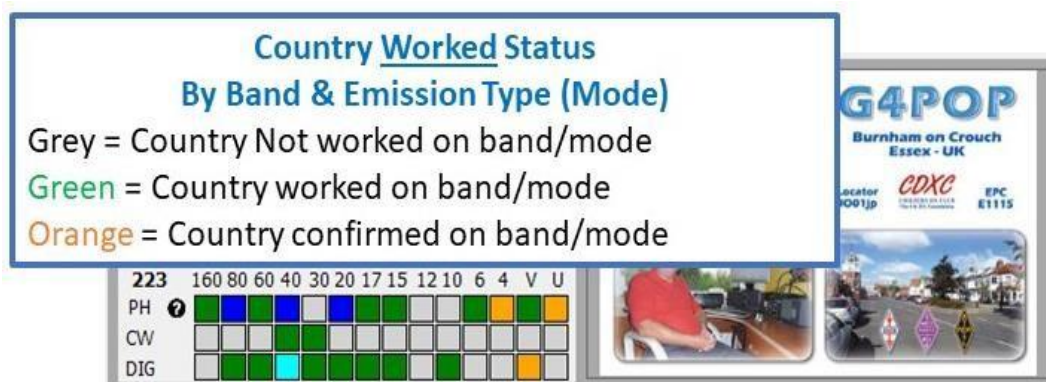 Country Worked Status
By Band & Emission Type (Mode)
Grey = Country Not worked on band/mode
Green = Country worked on band/mode
Orange = Country confirmed on band/mode
G4POP
Burnham on Crouch
Essex - UK
CDXC
EPC
E1115
223 160 80 60 40 30 20 17 15 12 10 6 4 V U
PH ?
CW
DIG